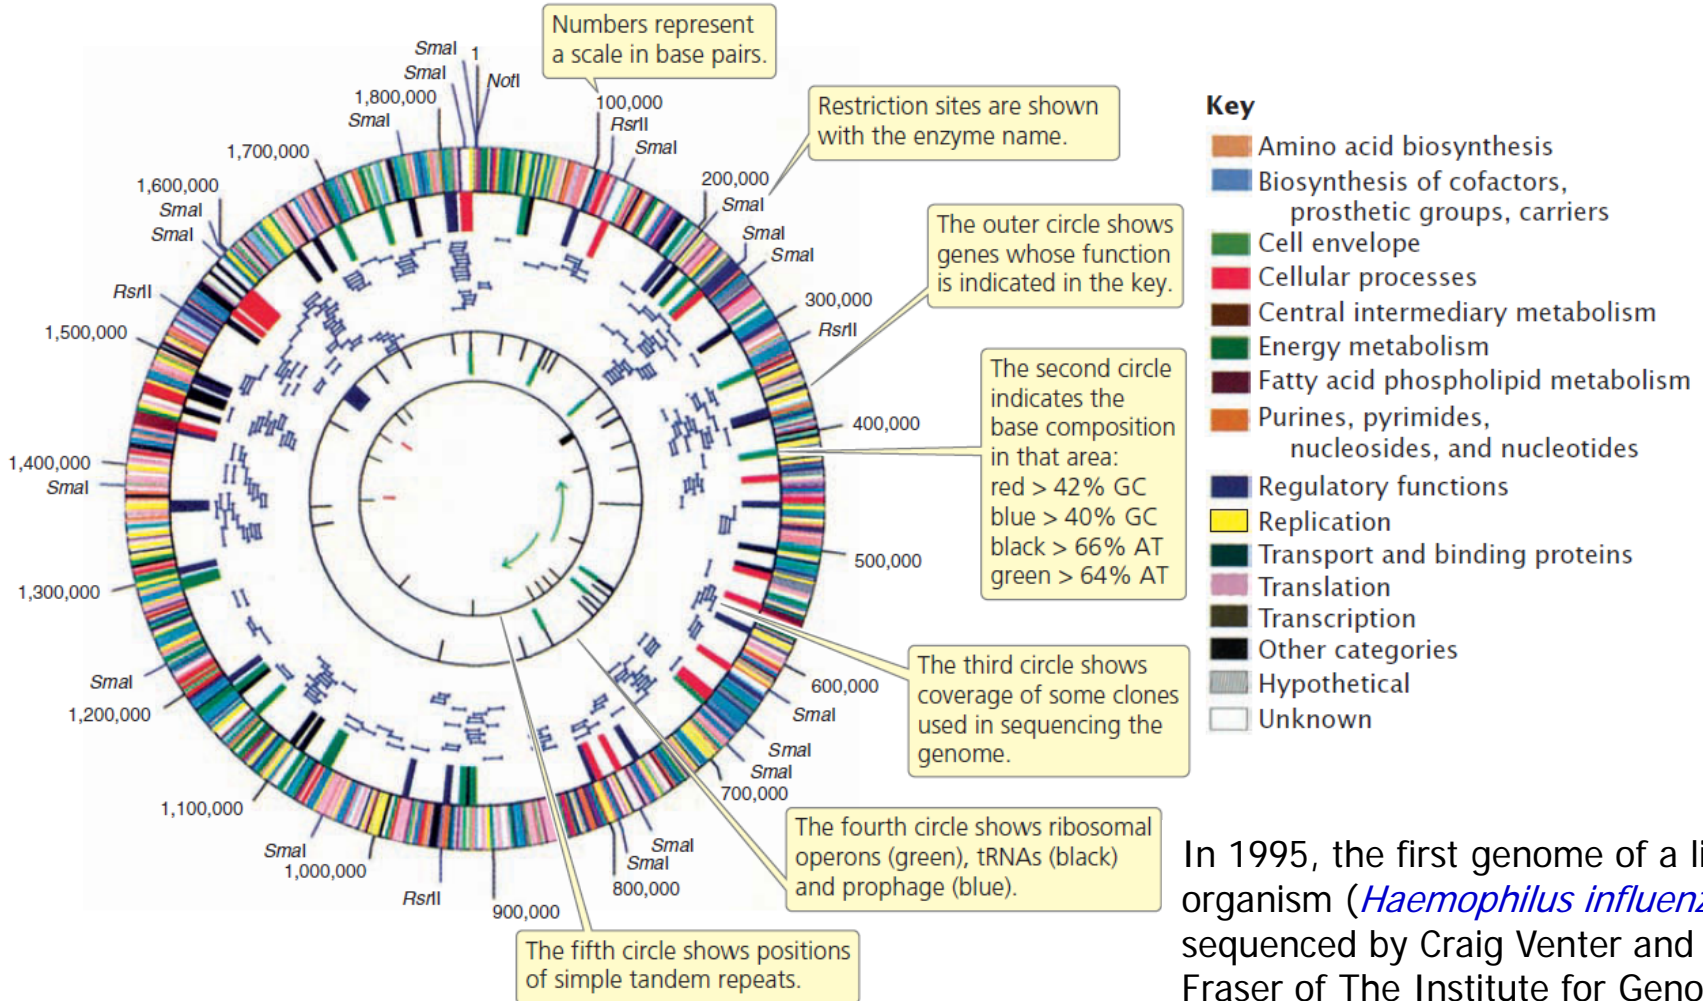 Numbers represent
a scale in base pairs.
SmaI
1
SmaI
NotI
1,800,000
100,000
SmaI
RsrII
SmaI
1,700,000
200,000
1,600,000
SmaI
SmaI
SmaI
SmaI
SmaI
RsrII
300,000
RsrII
1,500,000
400,000
1,400,000
SmaI
500,000
1,300,000
600,000
SmaI
SmaI
1,200,000
SmaI
SmaI
700,000
1,100,000
SmaI
SmaI
SmaI
1,000,000
800,000
RsrII
900,000
Restriction sites are shown
with the enzyme name.
The outer circle shows
genes whose function
is indicated in the key.
The second circle
indicates the
base composition
in that area:
red > 42% GC
blue > 40% GC
black > 66% AT
green > 64% AT
The third circle shows
coverage of some clones
used in sequencing the
genome.
The fourth circle shows ribosomal
operons (green), tRNAs (black)
and prophage (blue).
The fifth circle shows positions
of simple tandem repeats.
Key
Amino acid biosynthesis
Biosynthesis of cofactors,
prosthetic groups, carriers
Cell envelope
Cellular processes
Central intermediary metabolism
Energy metabolism
Fatty acid phospholipid metabolism
Purines, pyrimides,
nucleosides, and nucleotides
Regulatory functions
Replication
Transport and binding proteins
Translation
Transcription
Other categories
Hypothetical
Unknown
In 1995, the first genome of a li
organism (Haemophilus influenz
sequenced by Craig Venter and
Fraser of The Institute for Geno